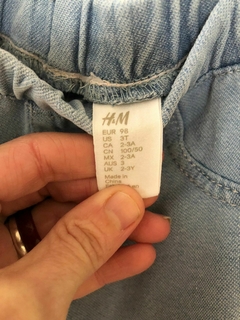 H&M
EUR 98
US 3T
CA 2-3A
CN 100/50
MX 2-3A
AUS 3
UK 2-3Y
Made in
China